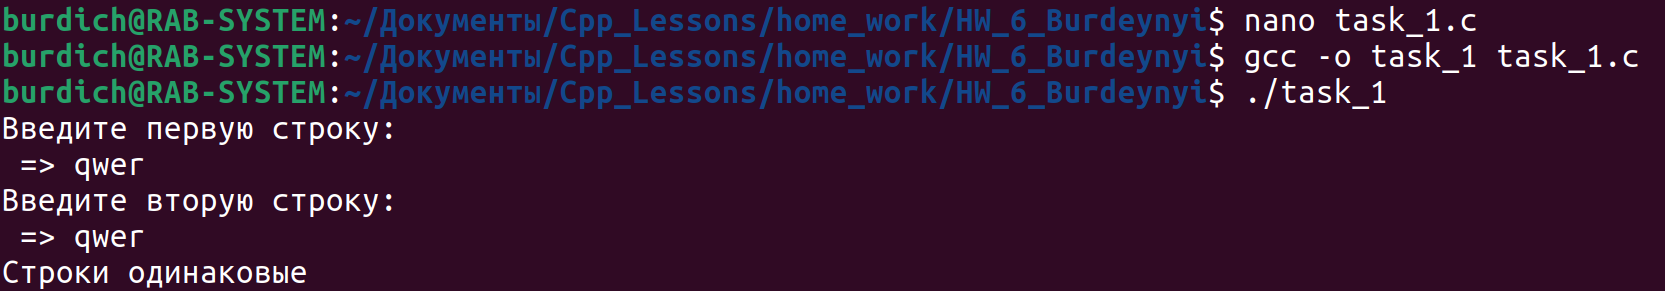 burdich@RAB-SYSTEM:~/Документы/Cpp_Lessons/home_work/HW_6_Burdeynyi$ nano task_1.c
burdich@RAB-SYSTEM:~/Документы/Cpp_Lessons/home_work/HW_6_Burdeynyi$ gcc -o task_1 task_1.c
burdich@RAB-SYSTEM:~/Документы/Cpp_Lessons/home_work/HW_6_Burdeynyi$ ./task_1
Введите первую строку:
 => qwer
Введите вторую строку:
 => qwer
Строки одинаковые